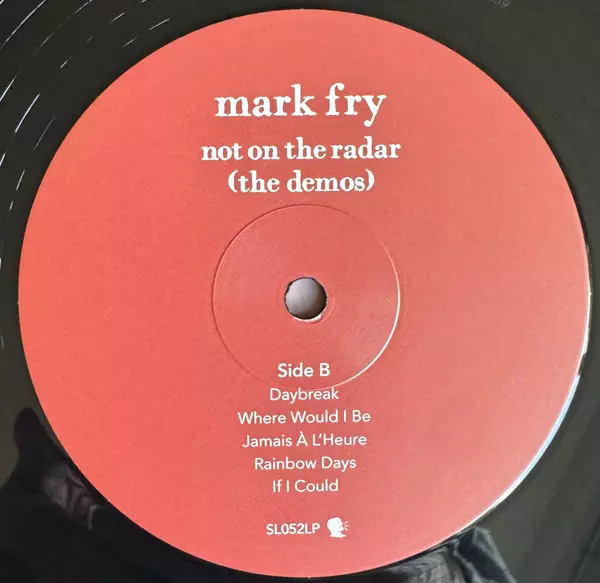 mark fry
not on the radar
(the demos)
Side B
Daybreak
Where Would I Be
Jamais À L'Heure
Rainbow Days
If I Could
SL052LP